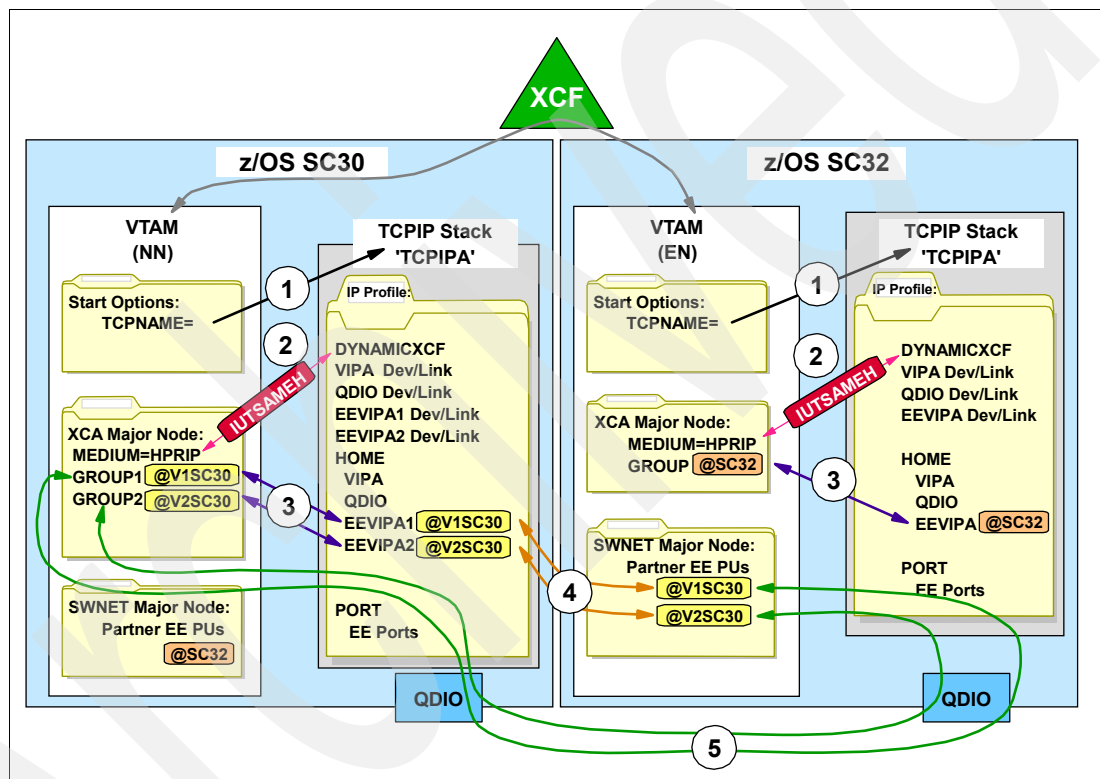 XCF
z/OS SC30
VTAM
(NN)
Start Options:
TCPNAME=
1
TCPIP Stack
'TCPIPA'
IP Profile:
2
IUTSAMEH
DYNAMICXCF
VIPA Dev/Link
QDIO Dev/Link
EEVIPA1 Dev/Link
EEVIPA2 Dev/Link
HOME
VIPA
QDIO
EEVIPA1 @V1SC30
EEVIPA2 @V2SC30
PORT
EE Ports
XCA Major Node:
MEDIUM=HPRIP
GROUP1 @V1SC30
GROUP2 @V2SC30
3
SWNET Major Node:
Partner EE PUs
@SC32
QDIO
z/OS SC32
VTAM
(EN)
Start Options:
TCPNAME=
1
TCPIP Stack
'TCPIPA'
IP Profile:
2
IUTSAMEH
DYNAMICXCF
VIPA Dev/Link
QDIO Dev/Link
EEVIPA Dev/Link
HOME
VIPA
QDIO
EEVIPA @SC32
PORT
EE Ports
XCA Major Node:
MEDIUM=HPRIP
GROUP @SC32
3
SWNET Major Node:
Partner EE PUs
@V1SC30
@V2SC30
4
QDIO
5